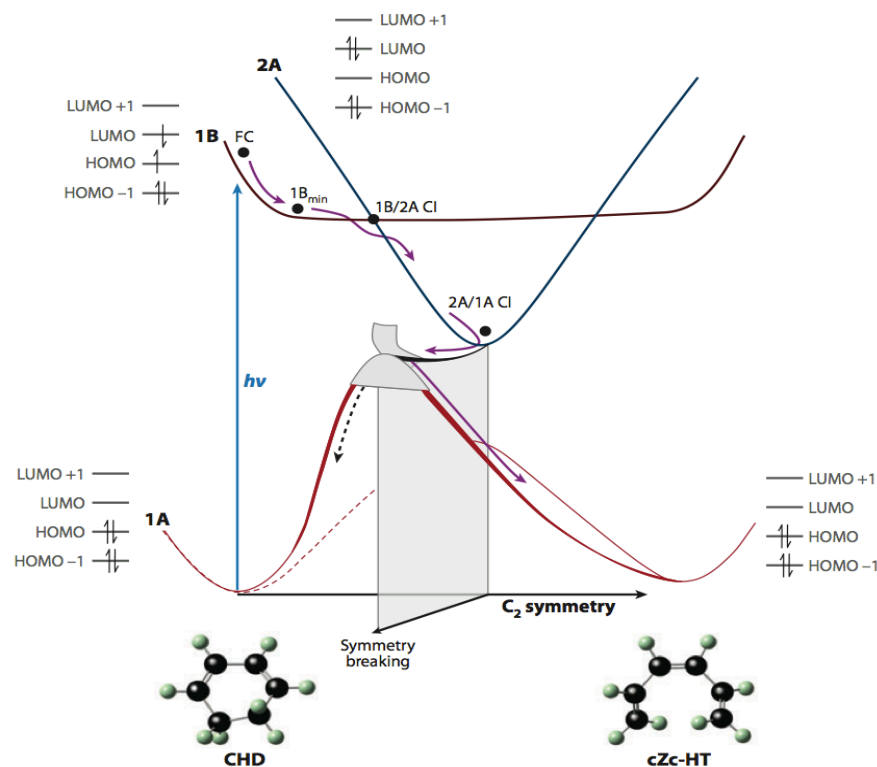 LUMO +1
LUMO
HOMO
HOMO −1
2A
LUMO +1
LUMO
HOMO
HOMO −1
1B
FC
1Bmin
1B/2A CI
2A/1A CI
hν
LUMO +1
LUMO
HOMO
HOMO −1
1A
LUMO +1
LUMO
HOMO
HOMO −1
C2 symmetry
Symmetry
breaking
CHD
cZc-HT